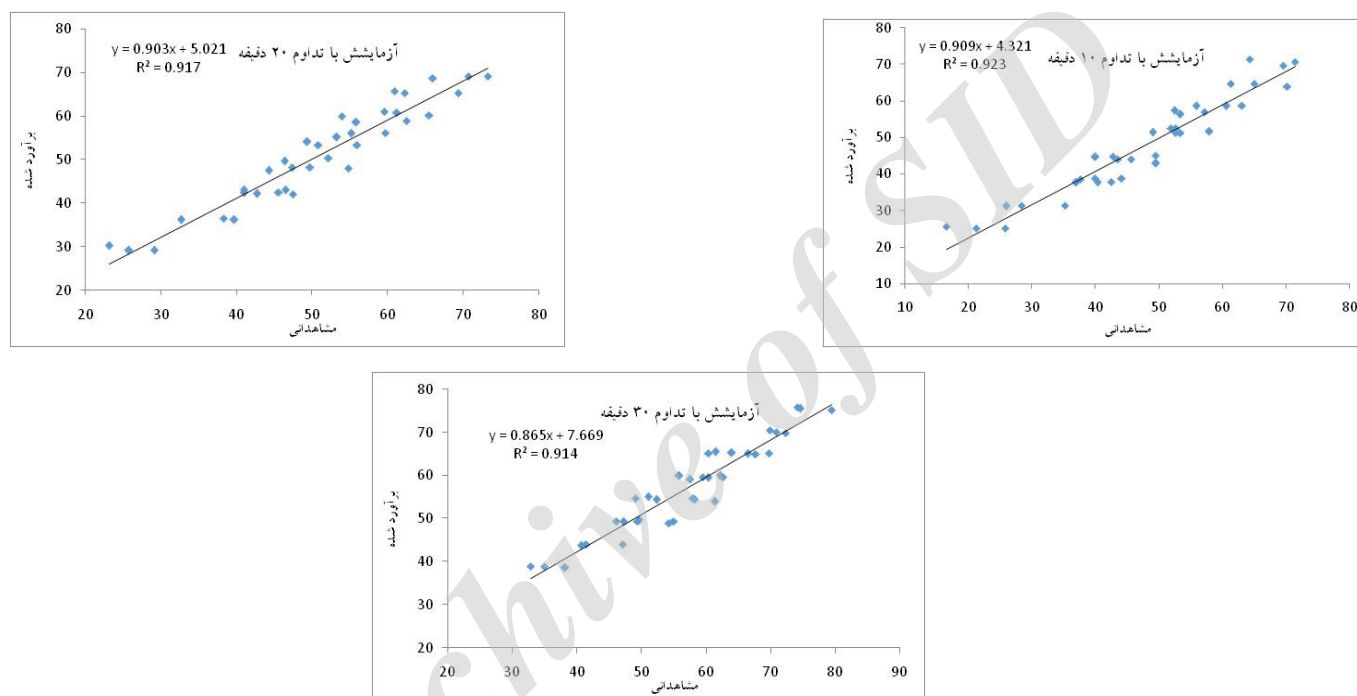 آزمایشش با تداوم ۲۰ دقیقه
y = 0.903x + 5.021
R² = 0.917
برآورد شده
80
70
60
50
40
30
20
20 30 40 50 60 70 80
مشاهداتی
آزمایشش با تداوم ۱۰ دقیقه
y = 0.909x + 4.321
R² = 0.923
برآورد شده
80
70
60
50
40
30
20
10
10 20 30 40 50 60 70 80
مشاهداتی
آزمایشش با تداوم ۳۰ دقیقه
y = 0.865x + 7.669
R² = 0.914
برآورد شده
80
70
60
50
40
30
20
20 30 40 50 60 70 80 90
مشاهداتی
chive of SID